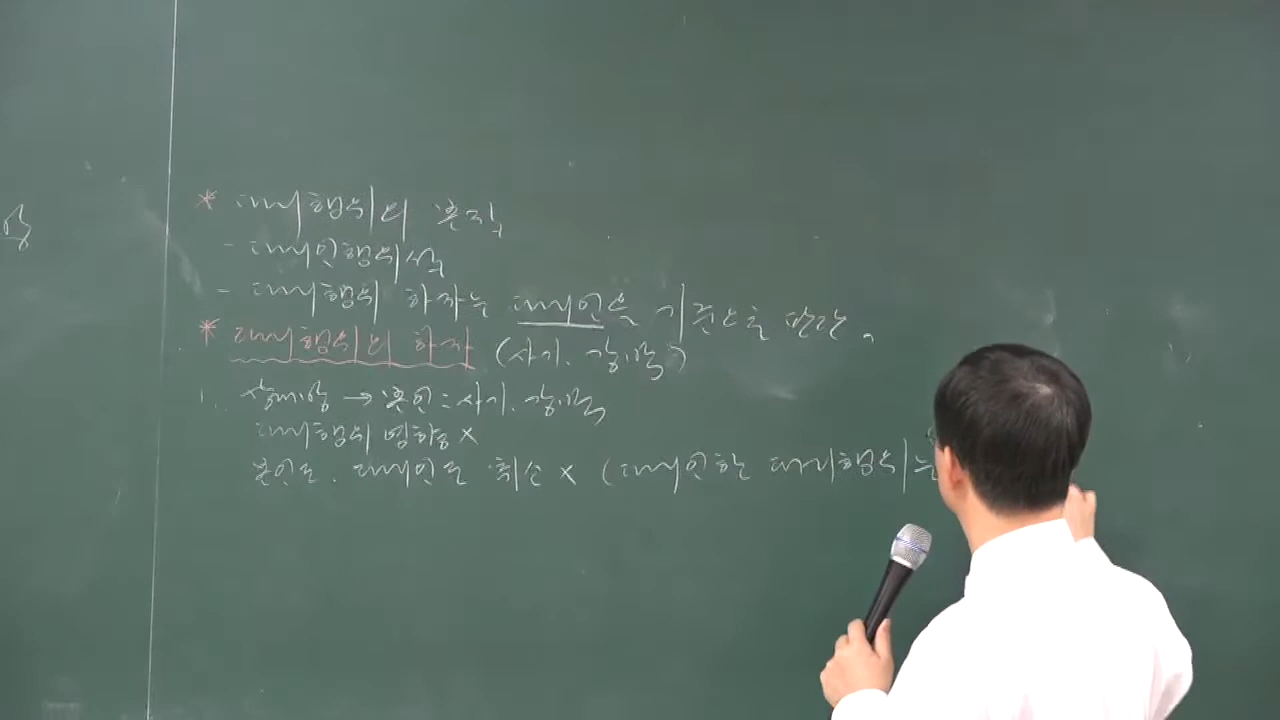 * 대리행위의 본질
- 대리인행위설
- 대리행위 하자는 대리인을 기준으로 판단.
* 대리행위의 하자 (사기. 강박)
1. 상대방 → 본인 : 사기. 강박
대리행위 영향 X
본인도. 대리인도 취소 X (대리인한 대리행위는